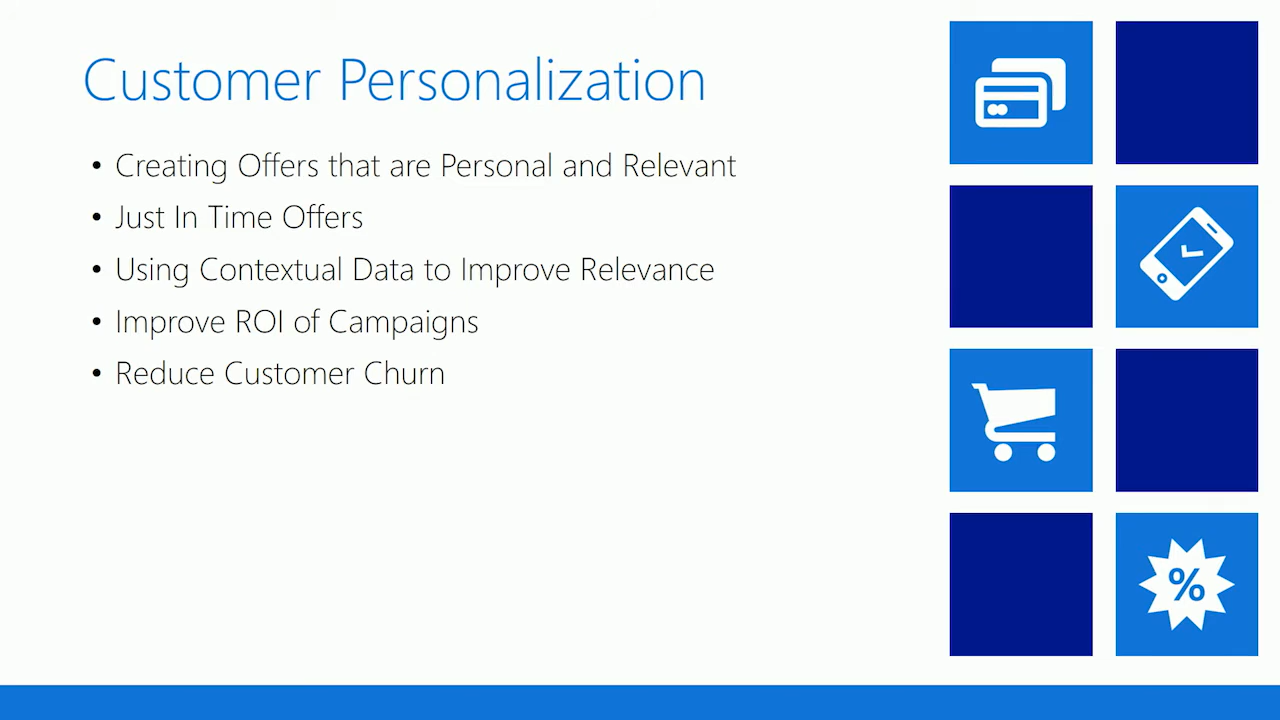 Customer Personalization
• Creating Offers that are Personal and Relevant
• Just In Time Offers
• Using Contextual Data to Improve Relevance
• Improve ROI of Campaigns
• Reduce Customer Churn
%